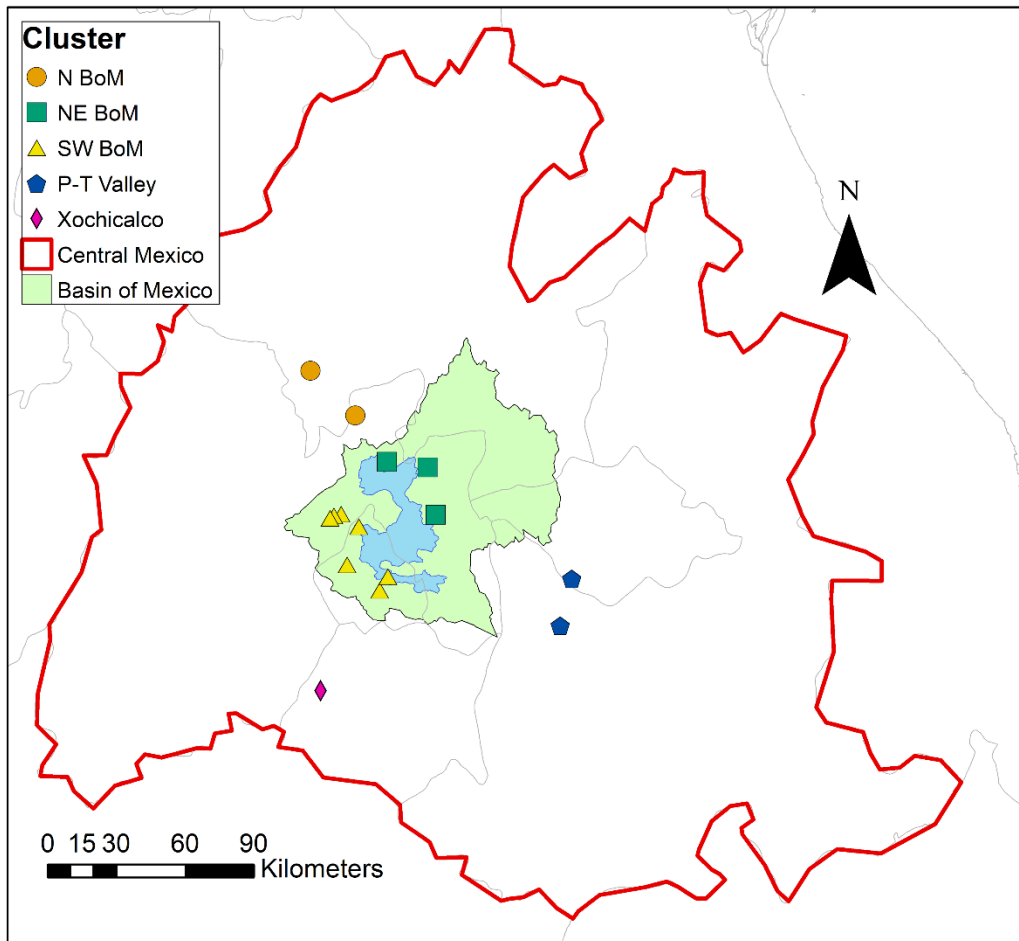 Cluster
N BoM
NE BoM
SW BoM
P-T Valley
Xochicalco
Central Mexico
Basin of Mexico
N
0 15 30 60 90
Kilometers